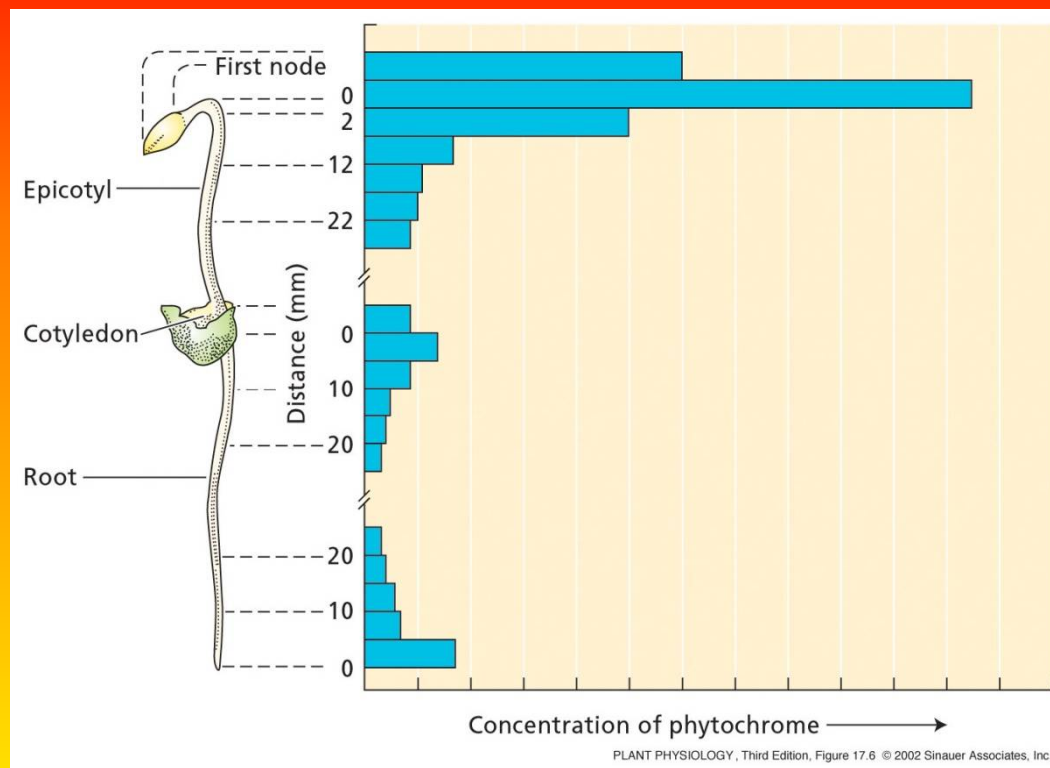 First node
0
2
12
Epicotyl
22
Distance (mm)
Cotyledon
0
10
20
Root
20
10
0
Concentration of phytochrome
PLANT PHYSIOLOGY, Third Edition, Figure 17.6 © 2002 Sinauer Associates, Inc